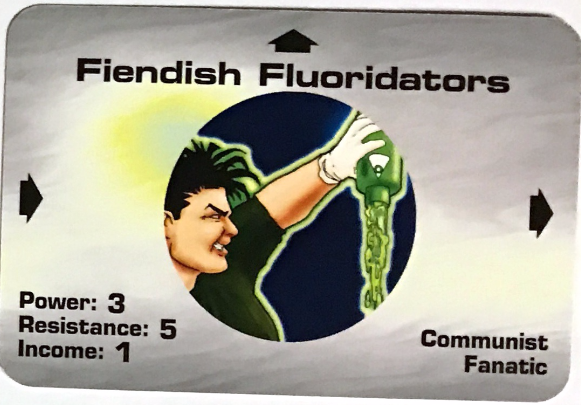 Fiendish Fluoridators
Power: 3
Resistance: 5
Income: 1
Communist
Fanatic